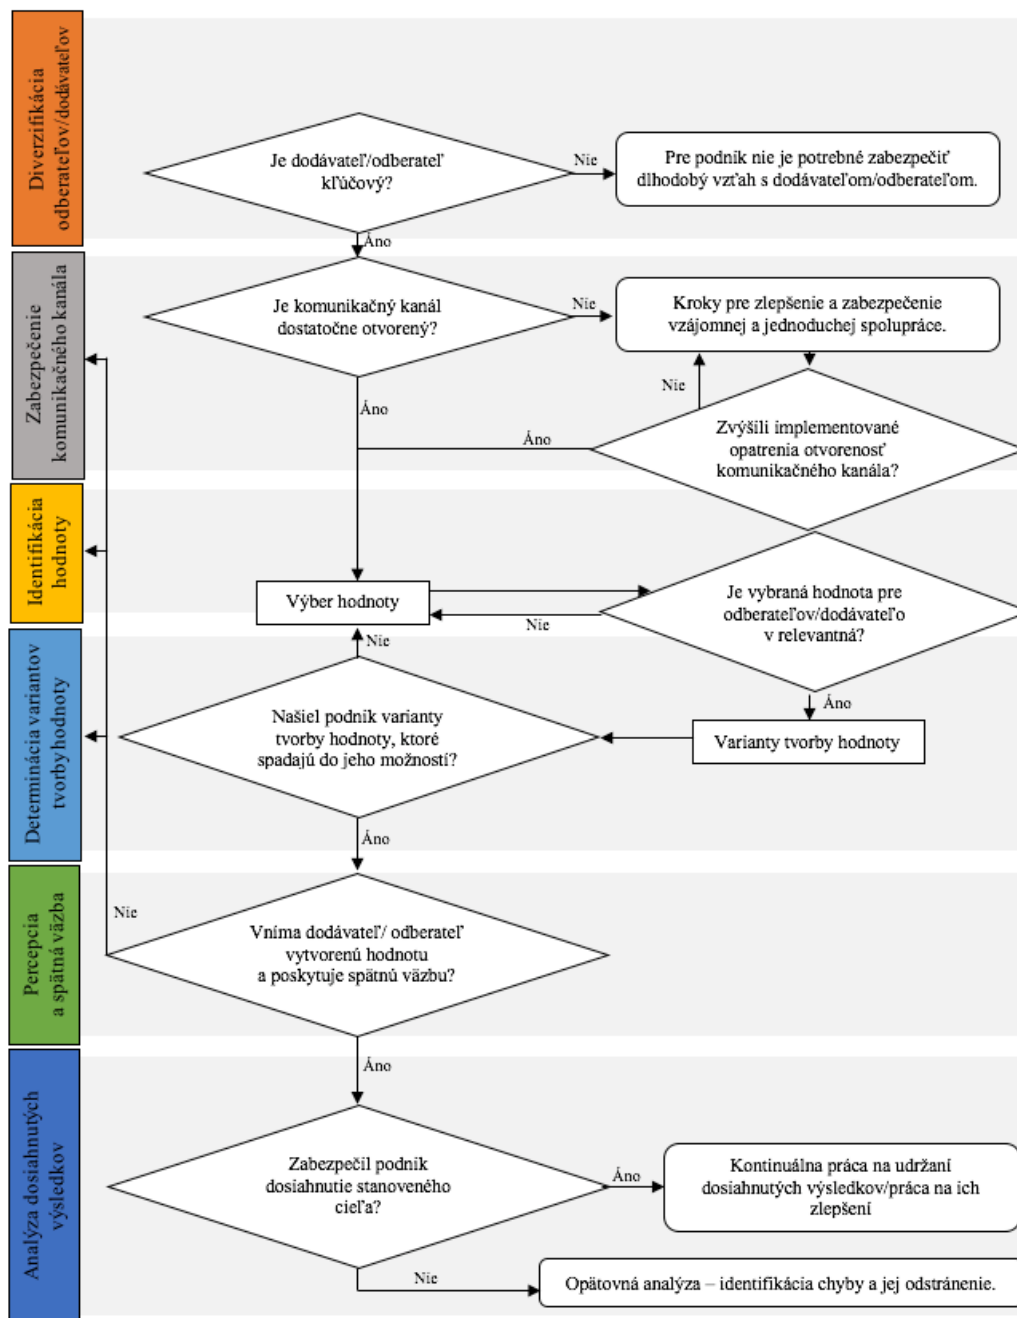 Diverzifikácia
odberateľov/dodávateľov
Je dodávateľ/odberateľ
kľúčový?
Nie
Pre podnik nie je potrebné zabezpečiť
dlhodobý vzťah s dodávateľom/odberateľom.
Áno
Zabezpečenie
komunikačného kanála
Je komunikačný kanál
dostatočne otvorený?
Nie
Kroky pre zlepšenie a zabezpečenie
vzájomnej a jednoduchej spolupráce.
Nie
Áno
Áno
Zvýšili implementované
opatrenia otvorenosť
komunikačného kanála?
Identifikácia
hodnoty
Výber hodnoty
Je vybraná hodnota pre
odberateľov/dodávateľo
v relevantná?
Nie
Nie
Áno
Determinácia variantov
tvorby hodnoty
Našiel podnik varianty
tvorby hodnoty, ktoré
spadajú do jeho možností?
Varianty tvorby hodnoty
Áno
Percepcia
a spätná väzba
Nie
Vníma dodávateľ/ odberateľ
vytvorenú hodnotu
a poskytuje spätnú väzbu?
Áno
Analýza dosiahnutých
výsledkov
Zabezpečil podnik
dosiahnutie stanoveného
cieľa?
Áno
Kontinuálna práca na udržaní
dosiahnutých výsledkov/práca na ich
zlepšení
Nie
Opätovná analýza – identifikácia chyby a jej odstránenie.